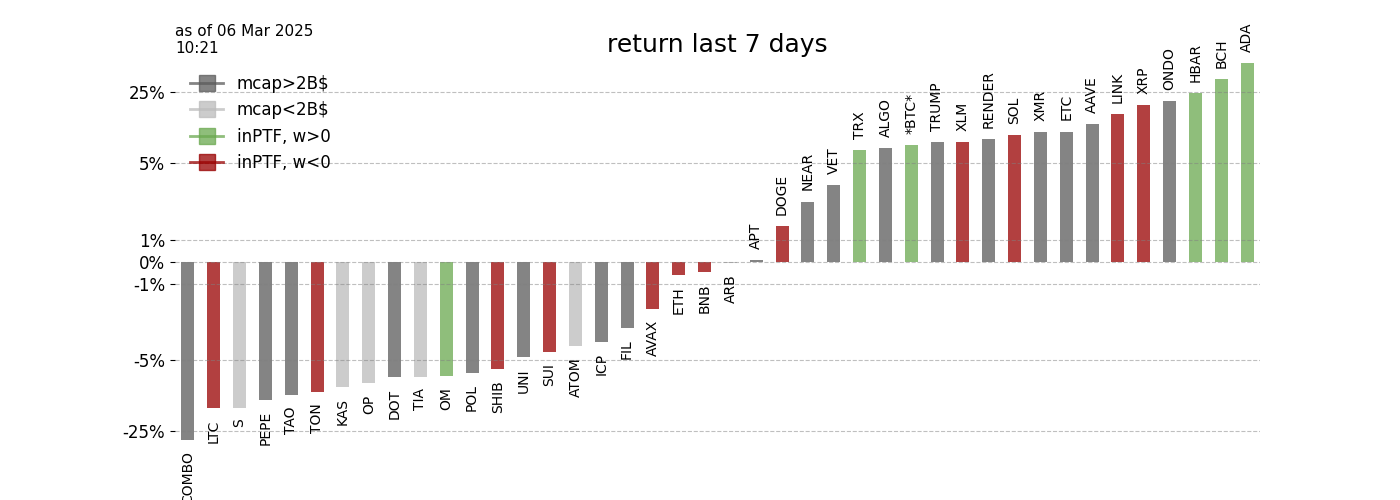 as of 06 Mar 2025
10:21
return last 7 days
mcap>2B$
mcap<2B$
inPTF, w>0
inPTF, w<0
25%
5%
1%
0%
-1%
-5%
-25%
COMBO
LTC
S
PEPE
TAO
TON
KAS
OP
DOT
TIA
OM
POL
SHIB
UNI
SUI
ATOM
ICP
FIL
AVAX
ETH
BNB
ARB
APT
DOGE
NEAR
VET
TRX
ALGO
*BTC*
TRUMP
XLM
RENDER
SOL
XMR
ETC
AAVE
LINK
XRP
ONDO
HBAR
BCH
ADA